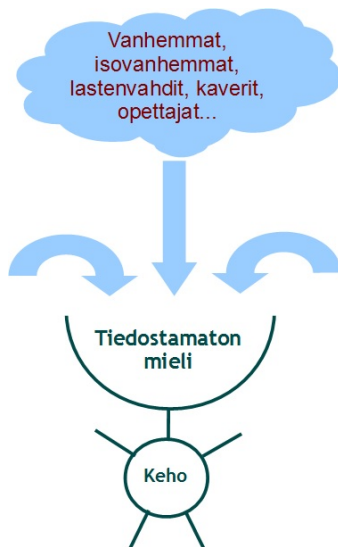 Vanhemmat,
isovanhemmat,
lastenvahdit, kaverit,
opettajat...
Tiedostamaton
mieli
Keho